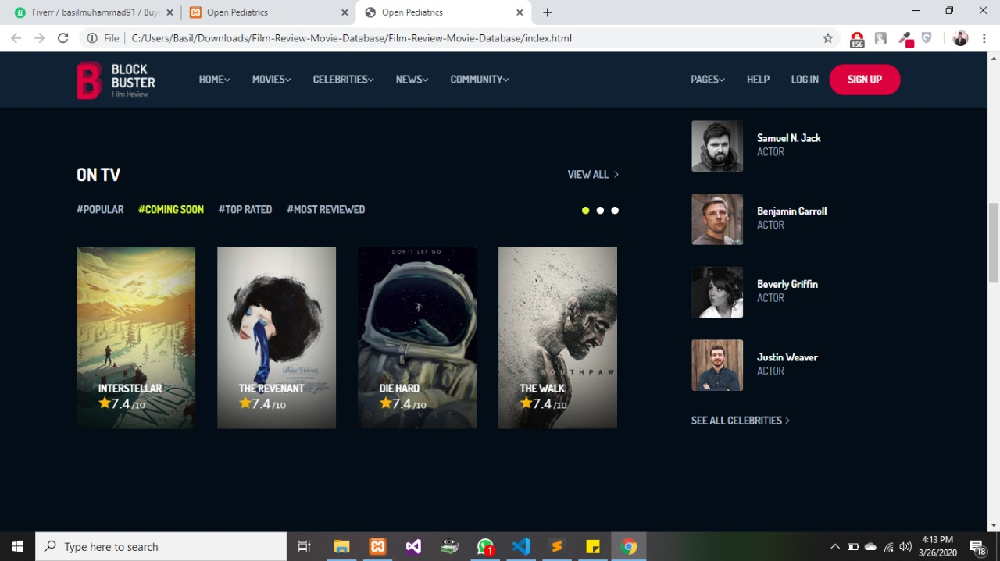 Fiverr / basilmuhammad91 / Buy
Open Pediatrics
Open Pediatrics
File
C:/Users/Basil/Downloads/Film-Review-Movie-Database/Film-Review-Movie-Database/index.html
156
BLOCK
BUSTER
Film Review
HOME
MOVIES
CELEBRITIES
NEWS
COMMUNITY
PAGES
HELP
LOG IN
SIGN UP
ON TV
VIEW ALL
#POPULAR
#COMING SOON
#TOP RATED
#MOST REVIEWED
INTERSTELLAR
7.4 /10
Blue Velvet
THE REVENANT
7.4 /10
DON'T LET GO
DIE HARD
7.4 /10
SOUTHPAW
THE WALK
7.4 /10
Samuel N. Jack
ACTOR
Benjamin Carroll
ACTOR
Beverly Griffin
ACTOR
Justin Weaver
ACTOR
SEE ALL CELEBRITIES
Type here to search
1
4:13 PM
3/26/2020
18